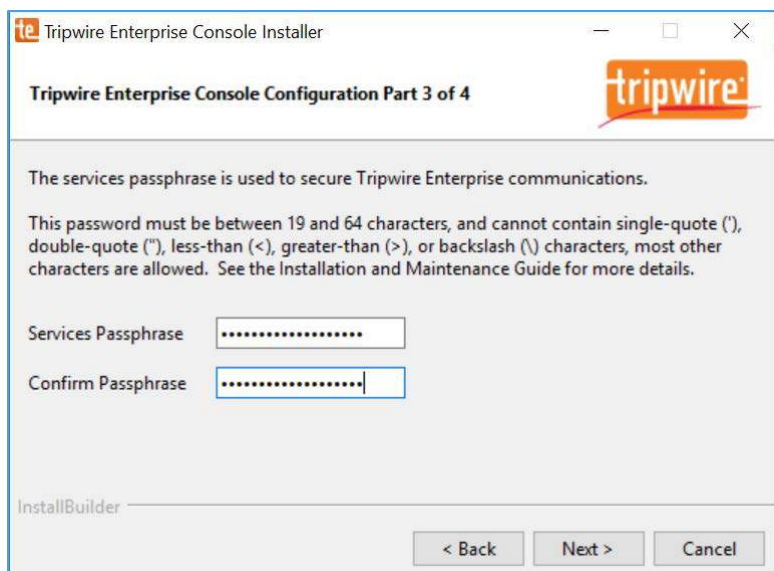 te Tripwire Enterprise Console Installer
Tripwire Enterprise Console Configuration Part 3 of 4
tripwire
The services passphrase is used to secure Tripwire Enterprise communications.
This password must be between 19 and 64 characters, and cannot contain single-quote ('),
double-quote ("), less-than (<), greater-than (>), or backslash (\) characters, most other
characters are allowed.  See the Installation and Maintenance Guide for more details.
Services Passphrase •••••••••••••••••••
Confirm Passphrase •••••••••••••••••••
InstallBuilder
< Back Next > Cancel